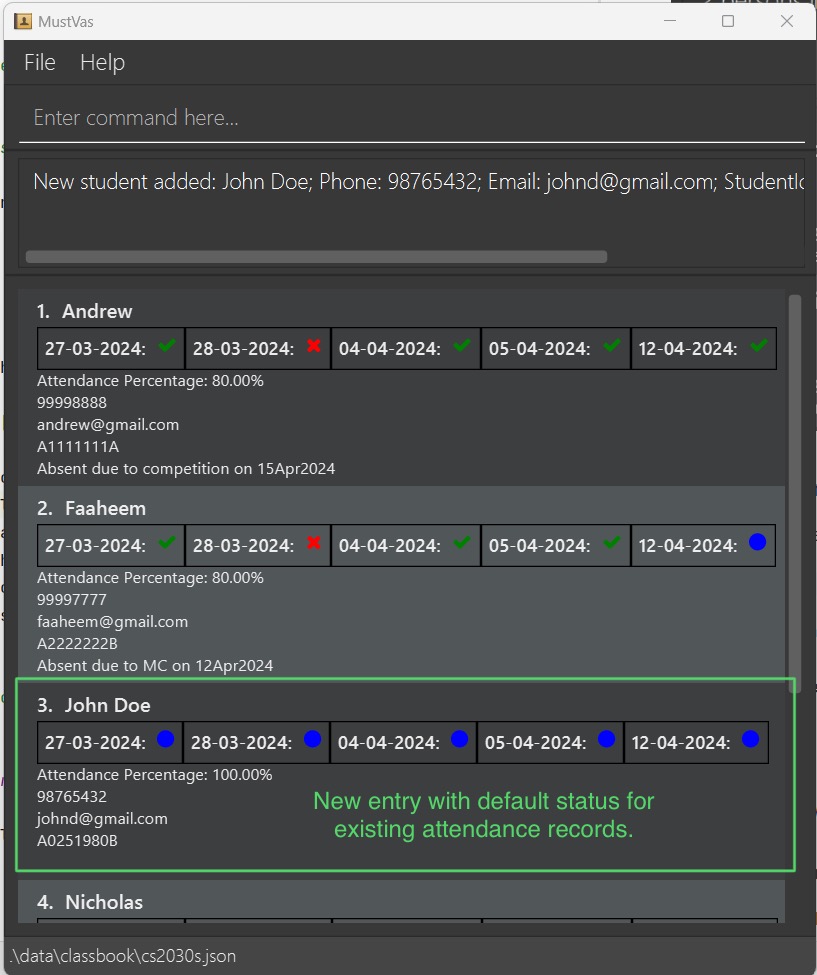 MustVas
File Help
Enter command here...
New student added: John Doe; Phone: 98765432; Email: johnd@gmail.com; StudentId
1. Andrew
27-03-2024: 28-03-2024: 04-04-2024: 05-04-2024: 12-04-2024:
Attendance Percentage: 80.00%
99998888
andrew@gmail.com
A1111111A
Absent due to competition on 15Apr2024
2. Faaheem
27-03-2024: 28-03-2024: 04-04-2024: 05-04-2024: 12-04-2024:
Attendance Percentage: 80.00%
99997777
faaheem@gmail.com
A2222222B
Absent due to MC on 12Apr2024
3. John Doe
27-03-2024: 28-03-2024: 04-04-2024: 05-04-2024: 12-04-2024:
Attendance Percentage: 100.00%
98765432
johnd@gmail.com
A0251980B
New entry with default status for
existing attendance records.
4. Nicholas
.\data\classbook\cs2030s.json